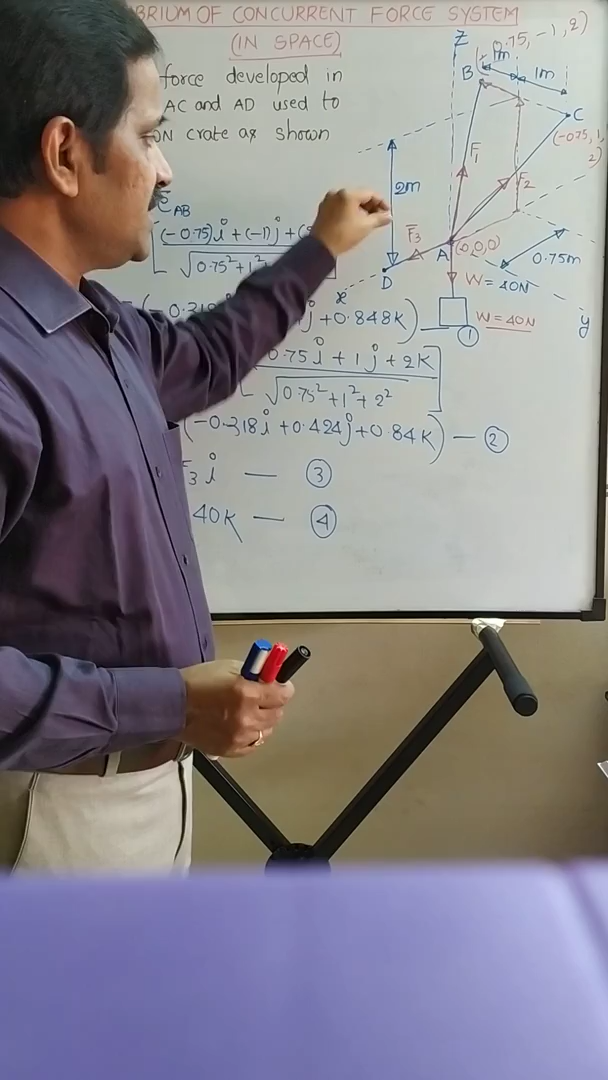 BRIUM OF CONCURRENT FORCE SYSTEM
(IN SPACE)
force developed in
AC and AD used to
N crate as shown
Z
(0.75, -1, 2)
1m
1m
B
C
(-0.75, 1,
2)
2m
F1
F2
F3
A
(0,0,0)
D
x
0.75m
W = 40N
W = 40N
y
e AB
[(-0.75)i + (-1)j + (
√0.75² + 1²
j + 0.848K) — ①
0.75i + 1j + 2K]
√0.75² + 1² + 2²
(-0.318i + 0.424j + 0.84K) — ②
F3 i — ③
40K — ④